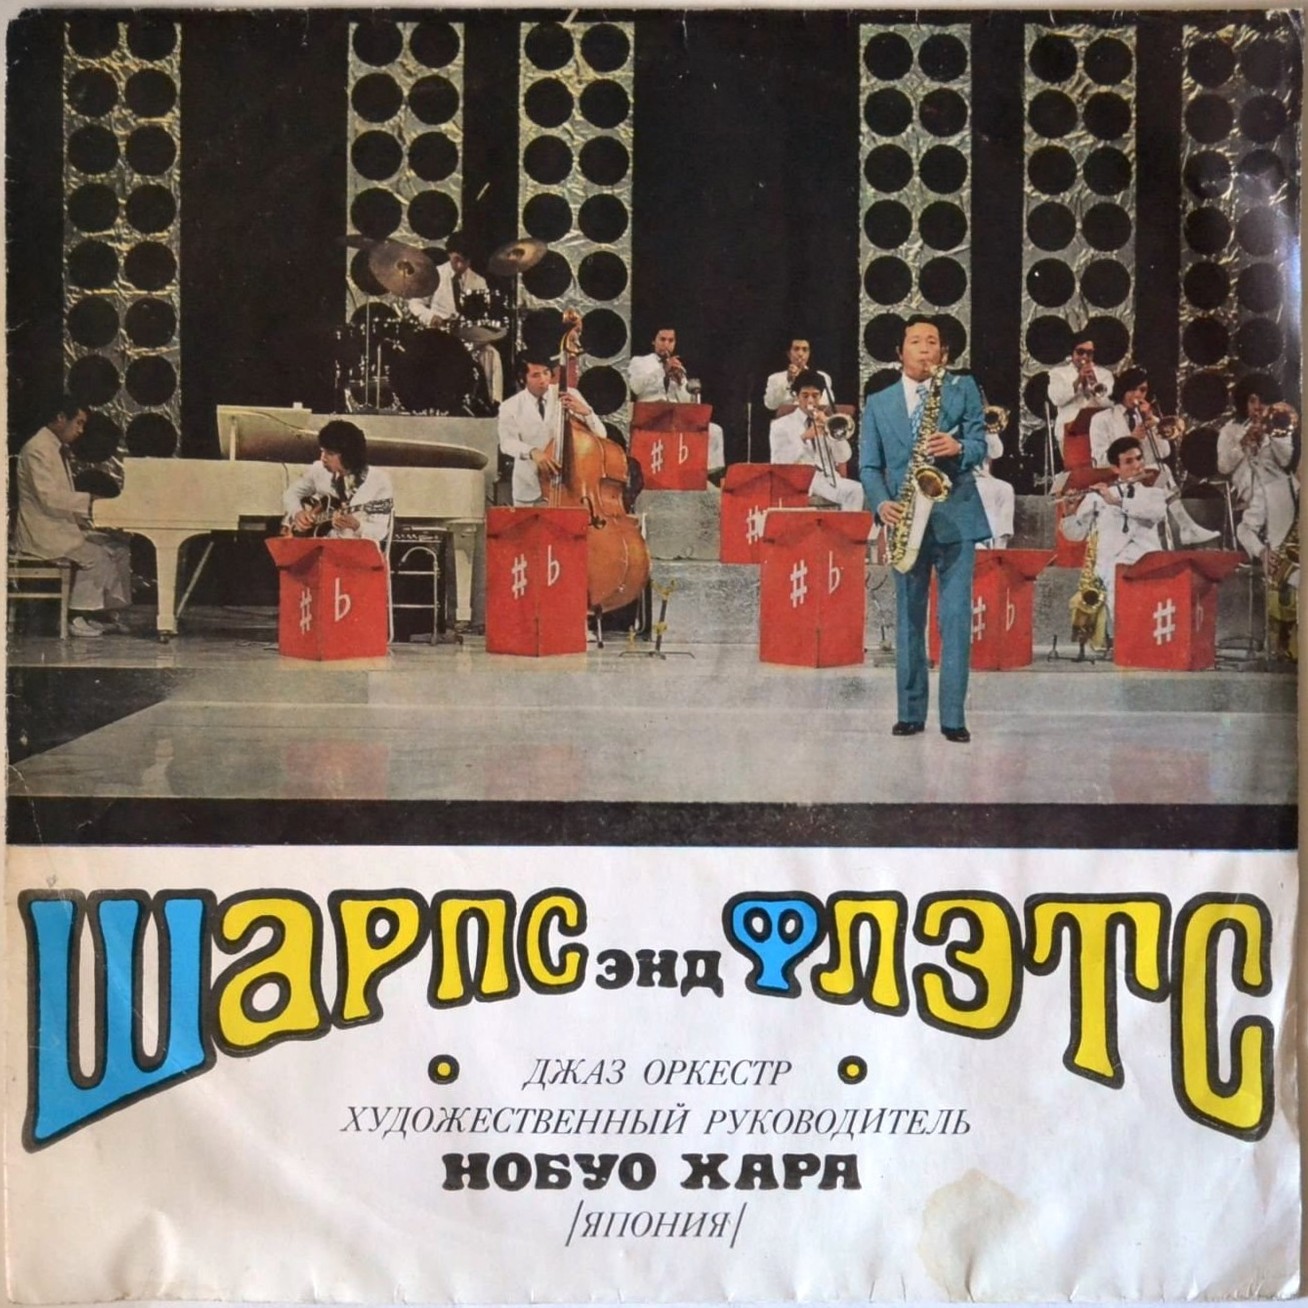 ♯ ♭
♯ ♭
♯ ♭
♯
♯ ♭
♯ ♭
♯
ШАРПС ЭНД ФЛЭТС
ДЖАЗ ОРКЕСТР
ХУДОЖЕСТВЕННЫЙ РУКОВОДИТЕЛЬ
НОБУО ХАРА
/ЯПОНИЯ/